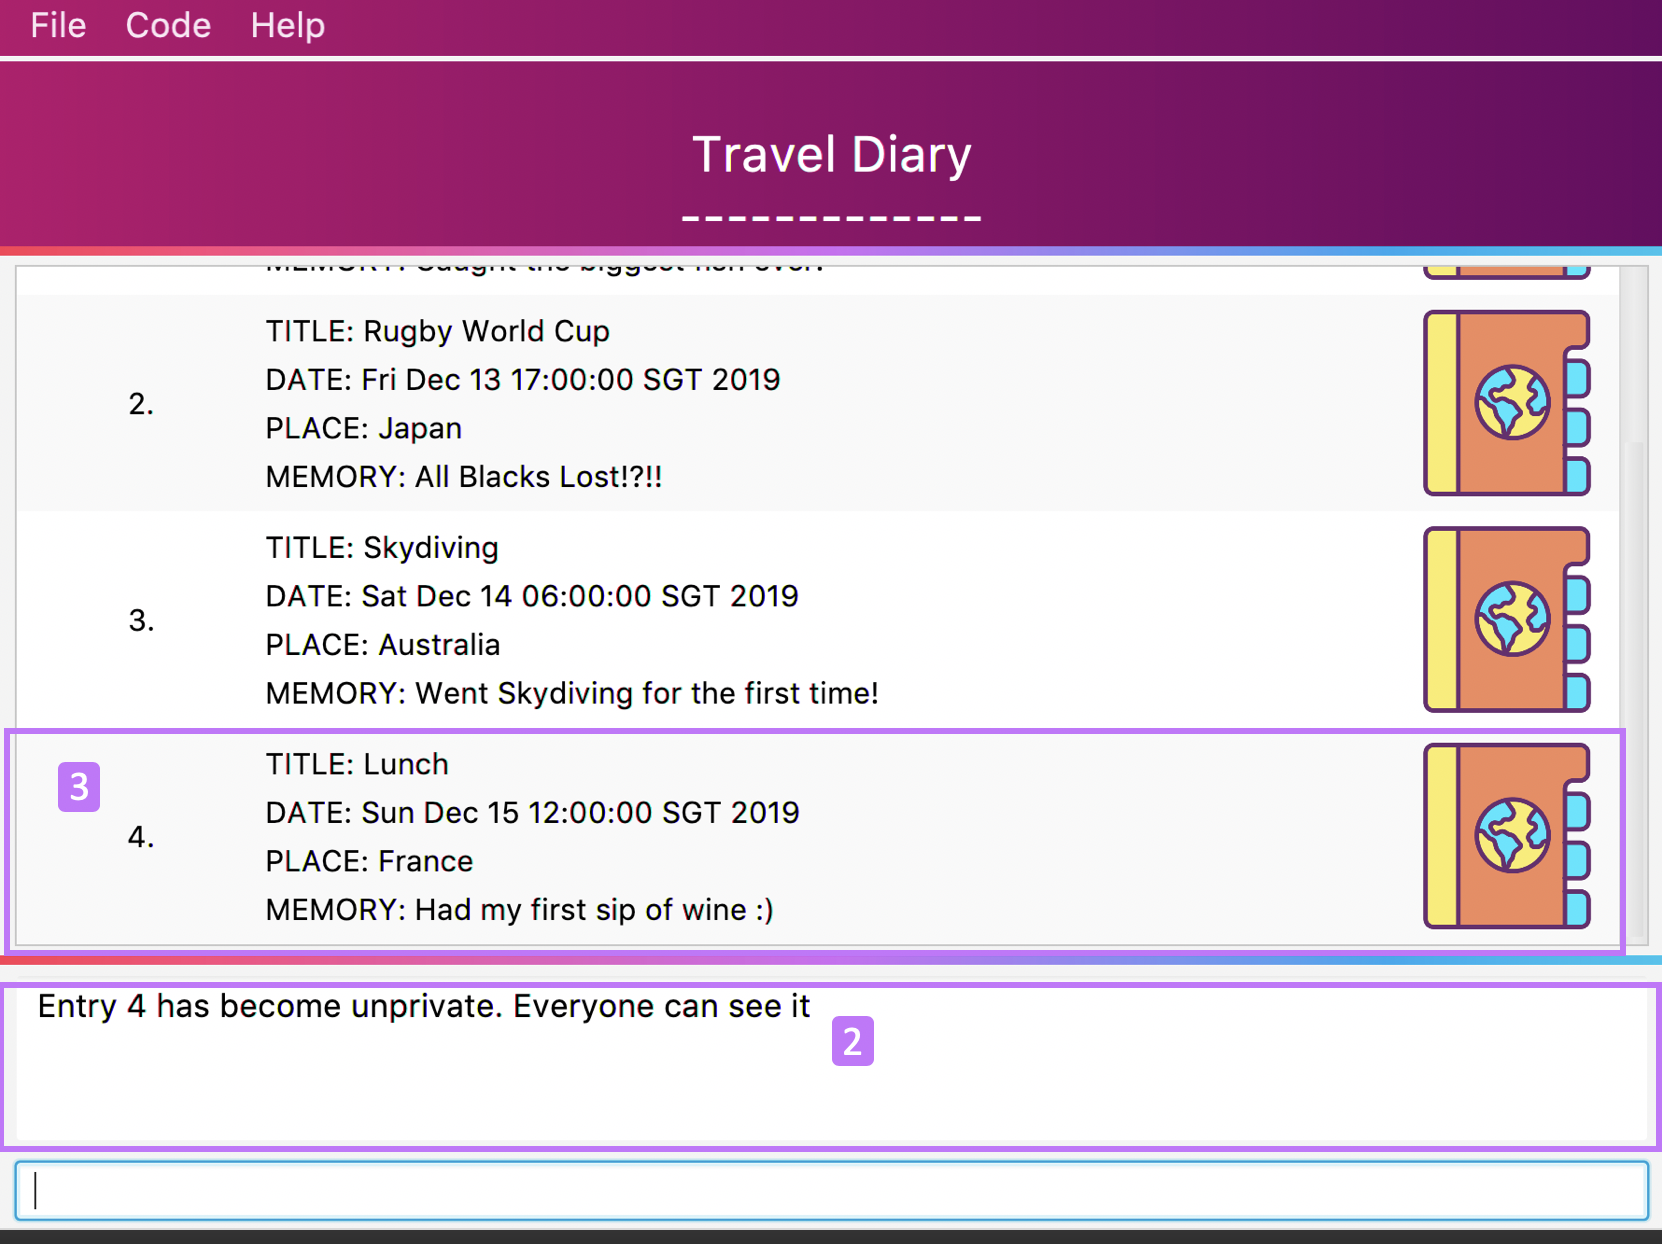 File Code Help
Travel Diary
-------------
MEMORY: Caught the biggest fish ever!
2.
TITLE: Rugby World Cup
DATE: Fri Dec 13 17:00:00 SGT 2019
PLACE: Japan
MEMORY: All Blacks Lost!?!!
3.
TITLE: Skydiving
DATE: Sat Dec 14 06:00:00 SGT 2019
PLACE: Australia
MEMORY: Went Skydiving for the first time!
3
4.
TITLE: Lunch
DATE: Sun Dec 15 12:00:00 SGT 2019
PLACE: France
MEMORY: Had my first sip of wine :)
Entry 4 has become unprivate. Everyone can see it
2